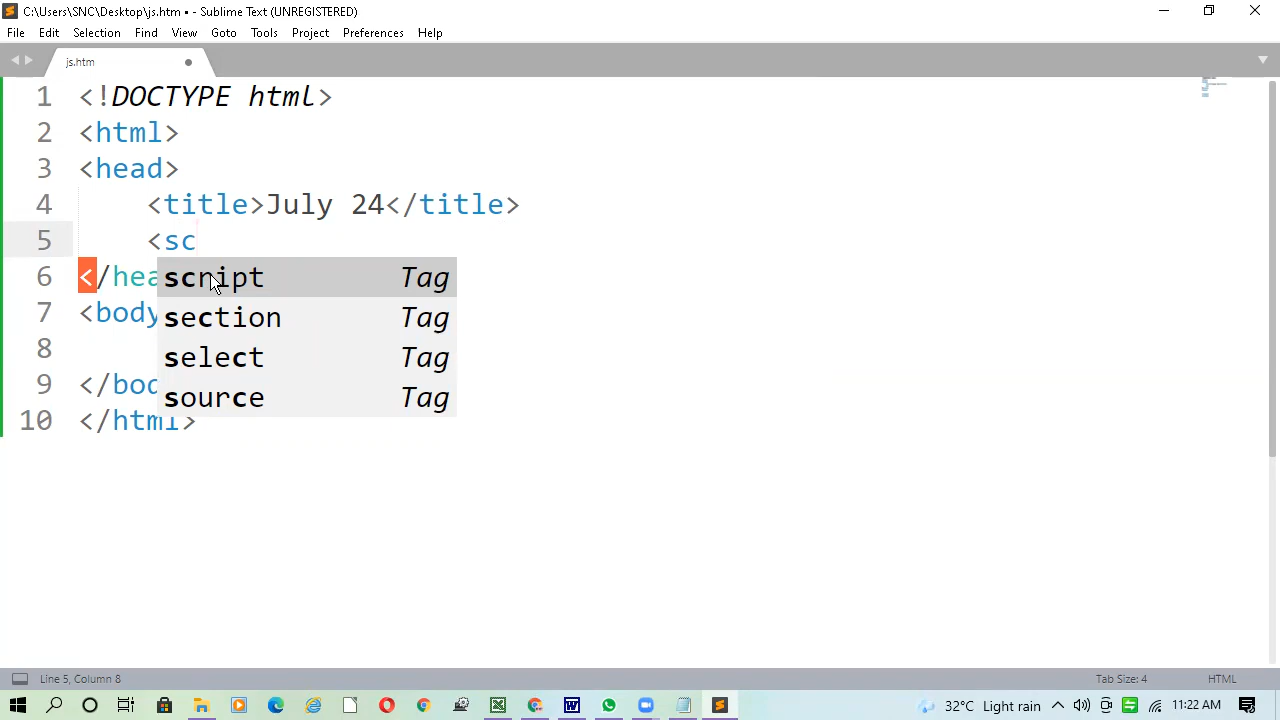 C:\Users\SNC\Desktop\js.htm • - Sublime Text (UNREGISTERED)
File Edit Selection Find View Goto Tools Project Preferences Help
js.htm
1 <!DOCTYPE html>
2 <html>
3 <head>
4 <title>July 24</title>
5 <sc
6 </hea
script Tag
7 <body
section Tag
8
select Tag
9 </bod
source Tag
10 </html>
Line 5, Column 8 Tab Size: 4 HTML
32°C Light rain 11:22 AM